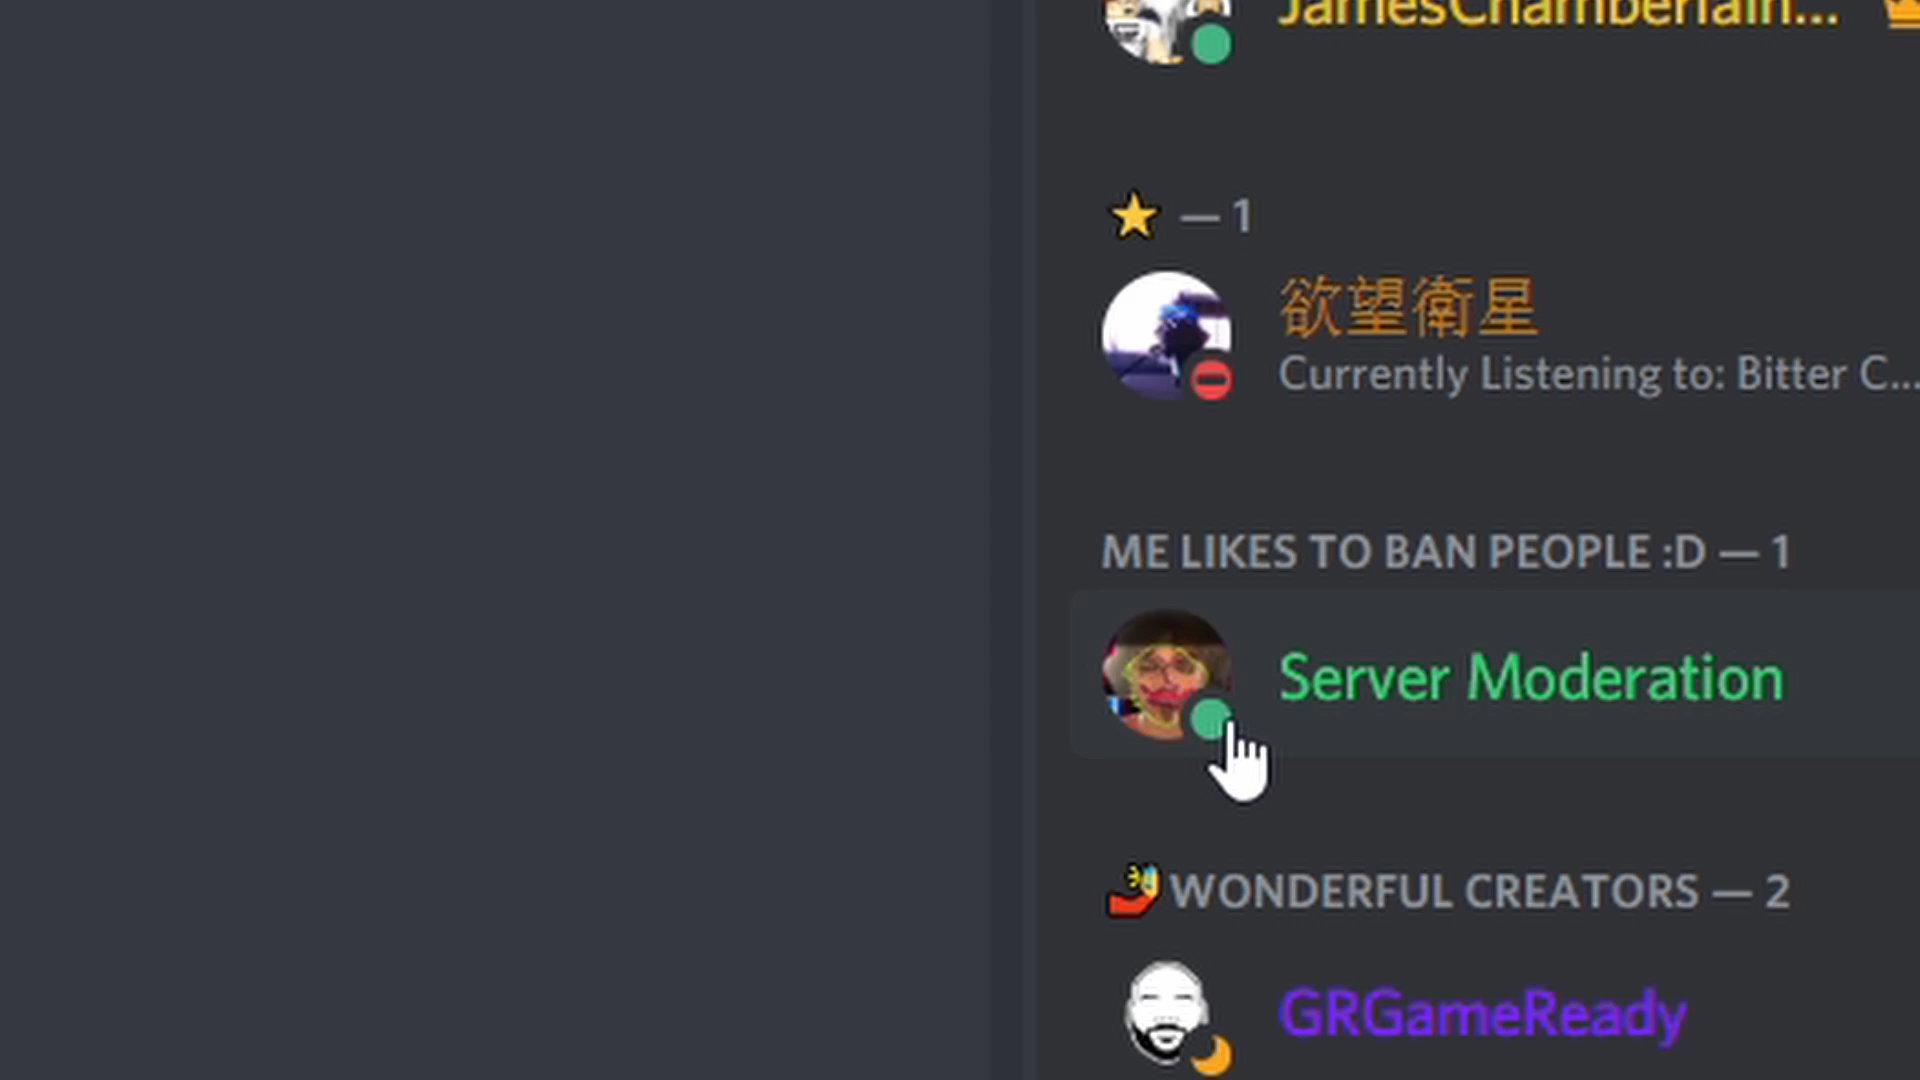 JamesChamberlain...
⭐ — 1
欲望衛星
Currently Listening to: Bitter C...
ME LIKES TO BAN PEOPLE :D — 1
Server Moderation
WONDERFUL CREATORS — 2
GRGameReady